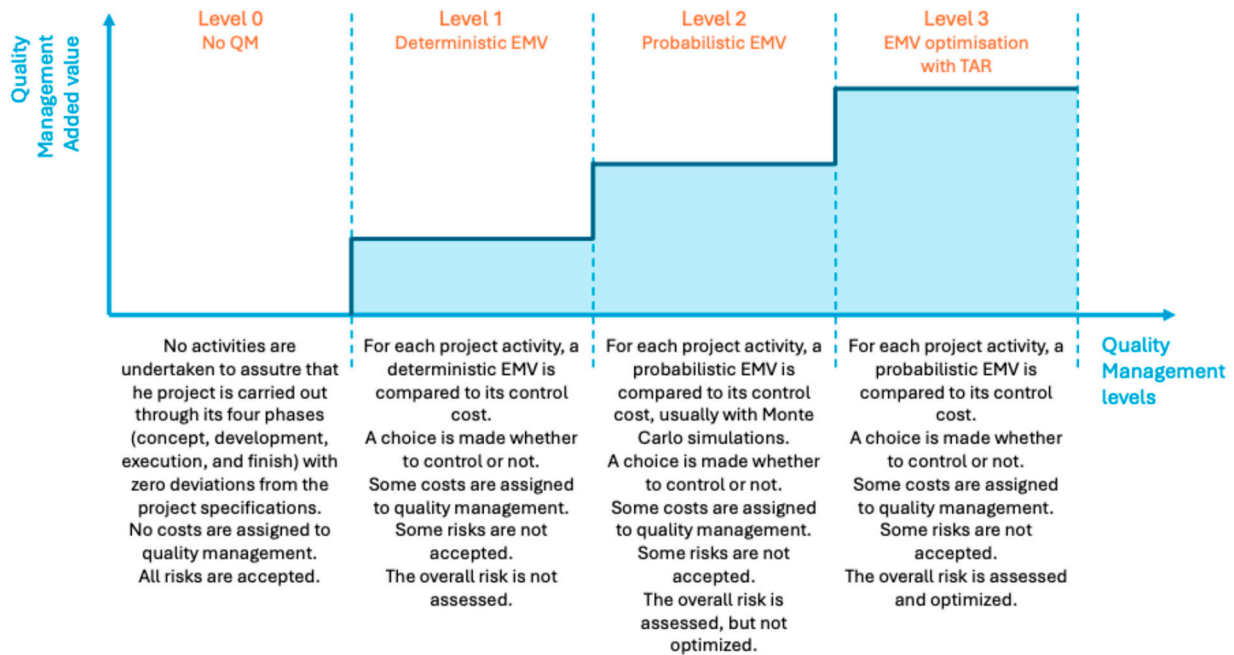 Quality
Management
Added value
Level 0
No QM
Level 1
Deterministic EMV
Level 2
Probabilistic EMV
Level 3
EMV optimisation
with TAR
No activities are
undertaken to assutre that
he project is carried out
through its four phases
(concept, development,
execution, and finish) with
zero deviations from the
project specifications.
No costs are assigned to
quality management.
All risks are accepted.
For each project activity, a
deterministic EMV is
compared to its control
cost.
A choice is made whether
to control or not.
Some costs are assigned
to quality management.
Some risks are not
accepted.
The overall risk is not
assessed.
For each project activity, a
probabilistic EMV is
compared to its control
cost, usually with Monte
Carlo simulations.
A choice is made whether
to control or not.
Some costs are assigned
to quality management.
Some risks are not
accepted.
The overall risk is
assessed, but not
optimized.
For each project activity, a
probabilistic EMV is
compared to its control
cost.
A choice is made whether
to control or not.
Some costs are assigned
to quality management.
Some risks are not
accepted.
The overall risk is assessed
and optimized.
Quality
Management
levels